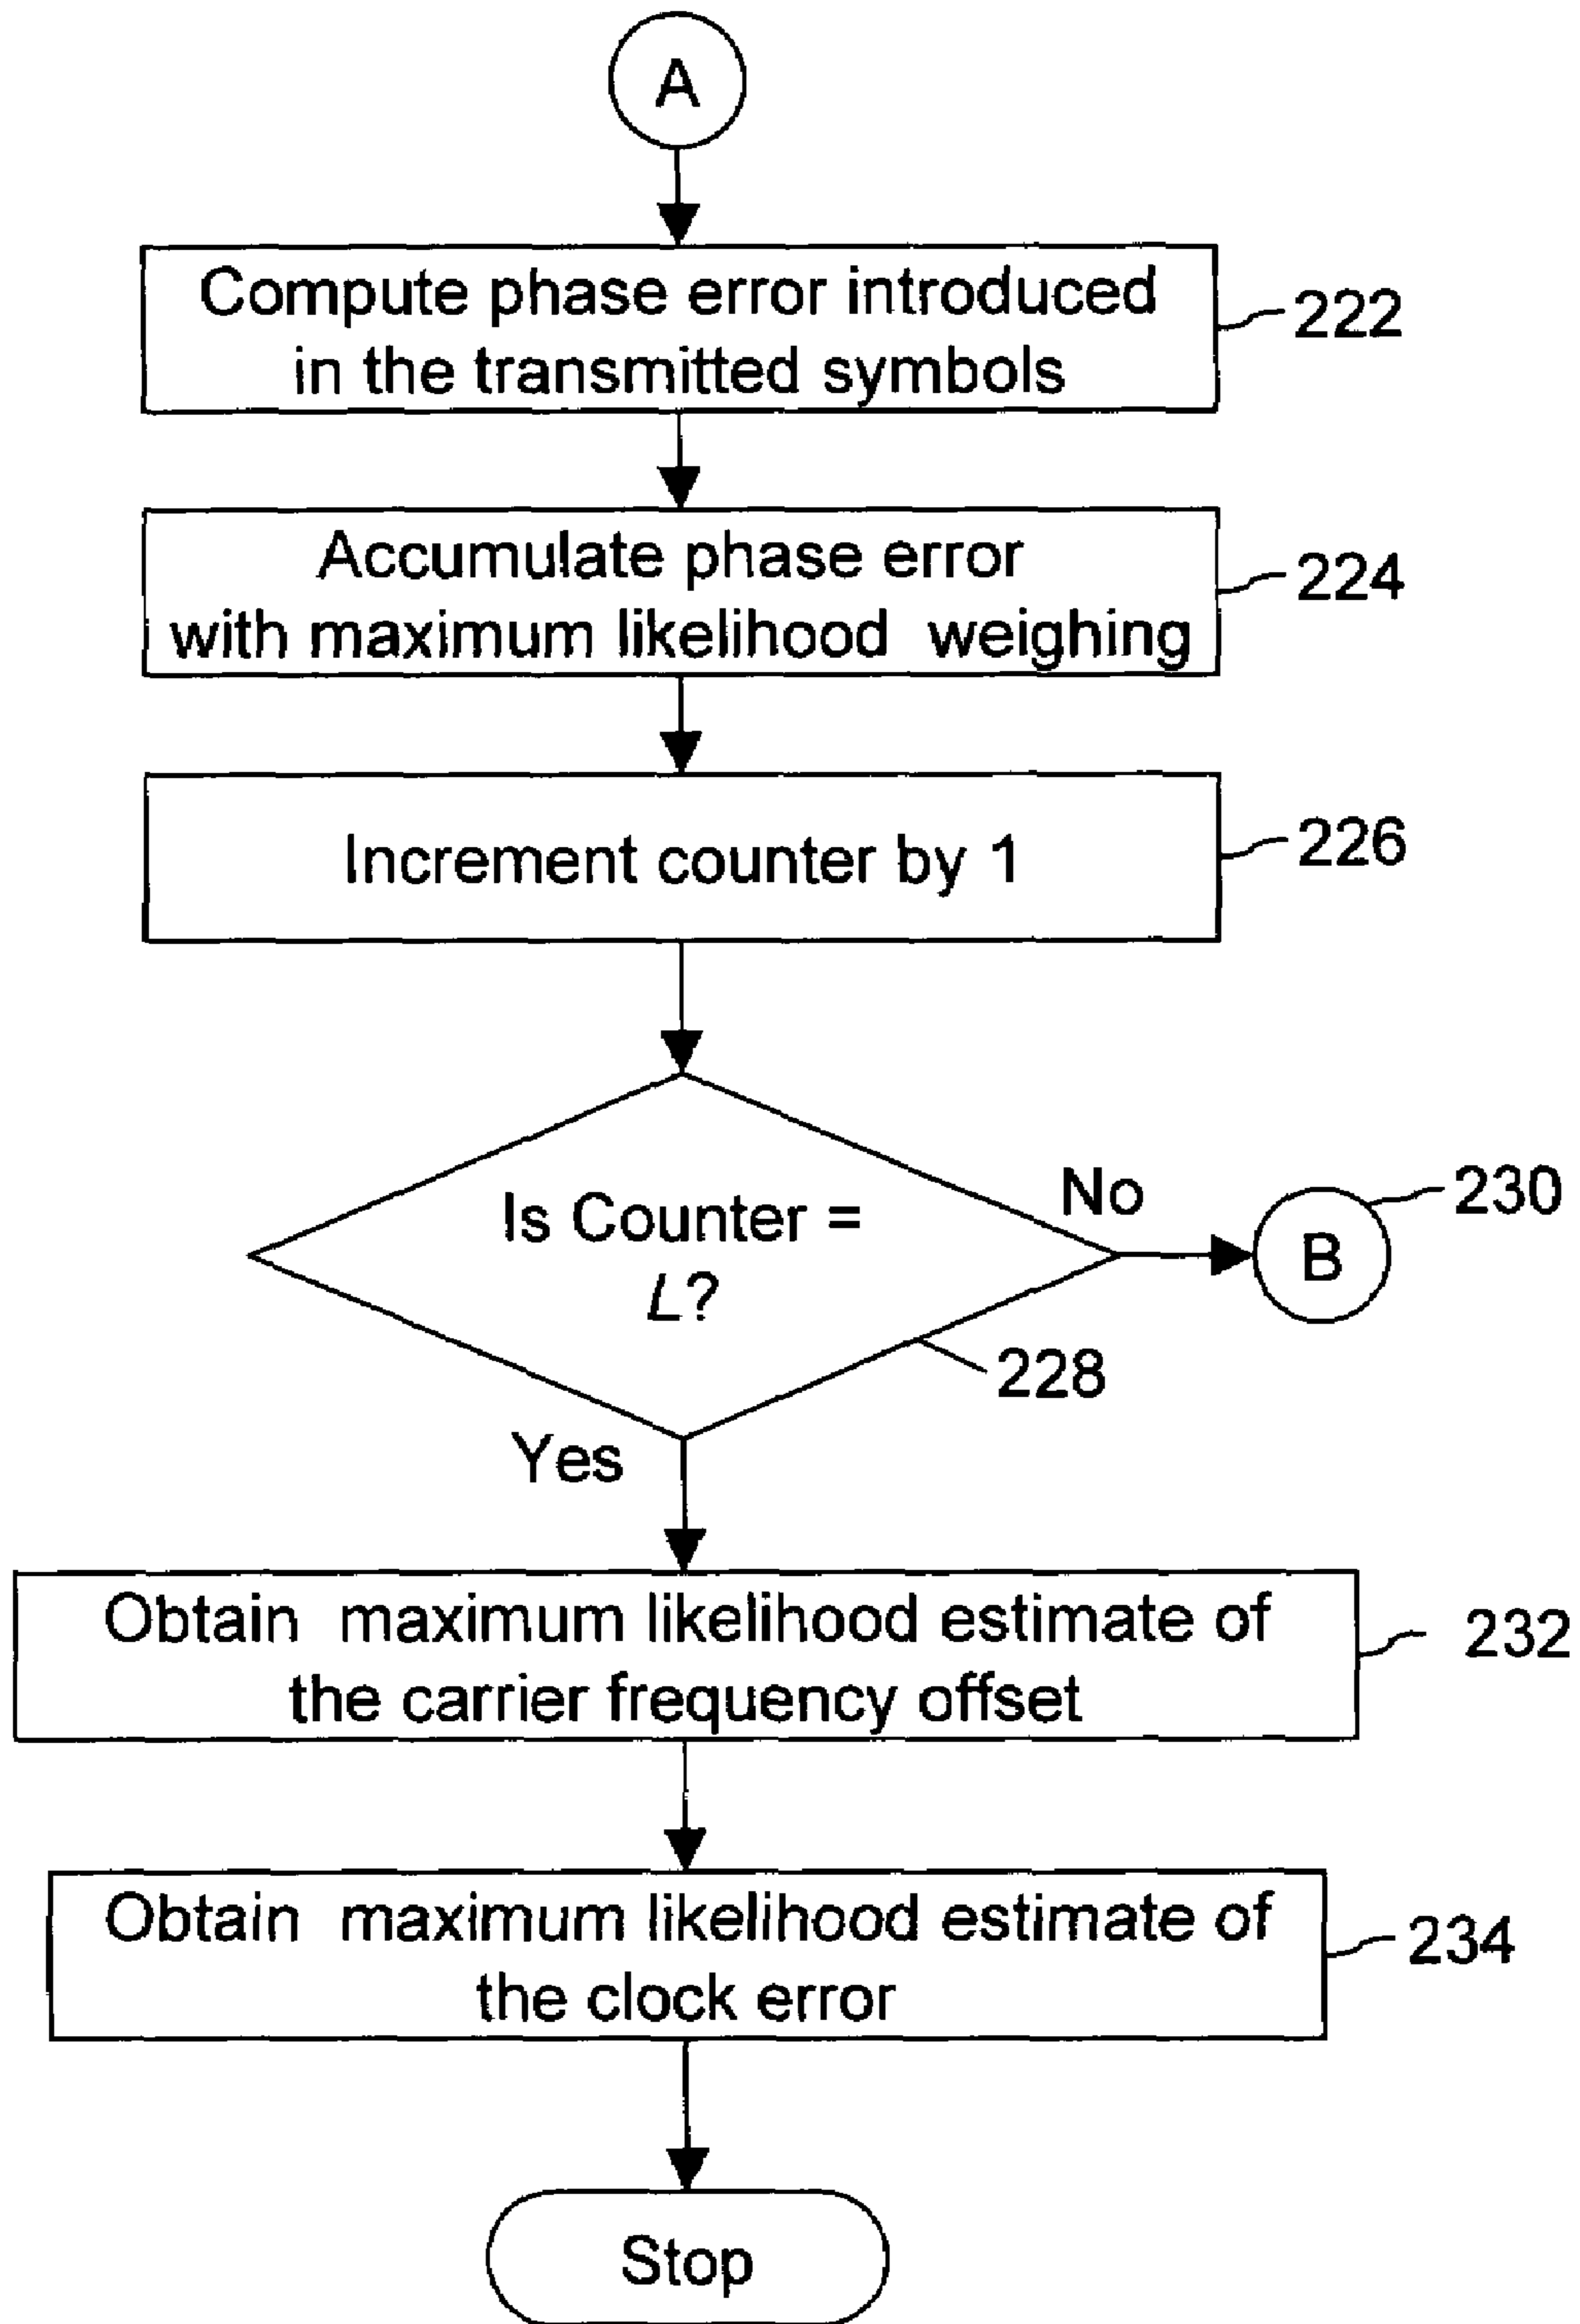 A
Compute phase error introduced
in the transmitted symbols
222
Accumulate phase error
with maximum likelihood weighing
224
Increment counter by 1
226
Is Counter =
L?
228
No
B
230
Yes
Obtain maximum likelihood estimate of
the carrier frequency offset
232
Obtain maximum likelihood estimate of
the clock error
234
Stop